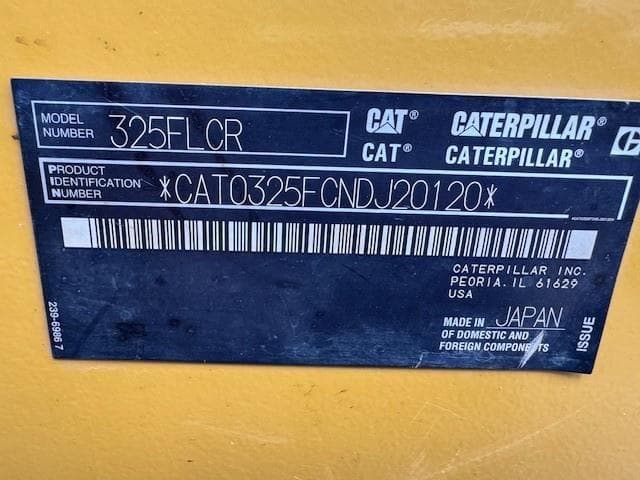 MODEL
NUMBER 325FLCR
CAT® CATERPILLAR®
CAT® CATERPILLAR®
PRODUCT
IDENTIFICATION
NUMBER *CAT0325FCNDJ20120*
CATERPILLAR INC.
PEORIA, IL 61629
USA
MADE IN JAPAN
OF DOMESTIC AND
FOREIGN COMPONENTS
239-6986 7
ISSUE